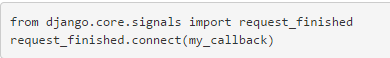 from django.core.signals import request_finished
request_finished.connect(my_callback)